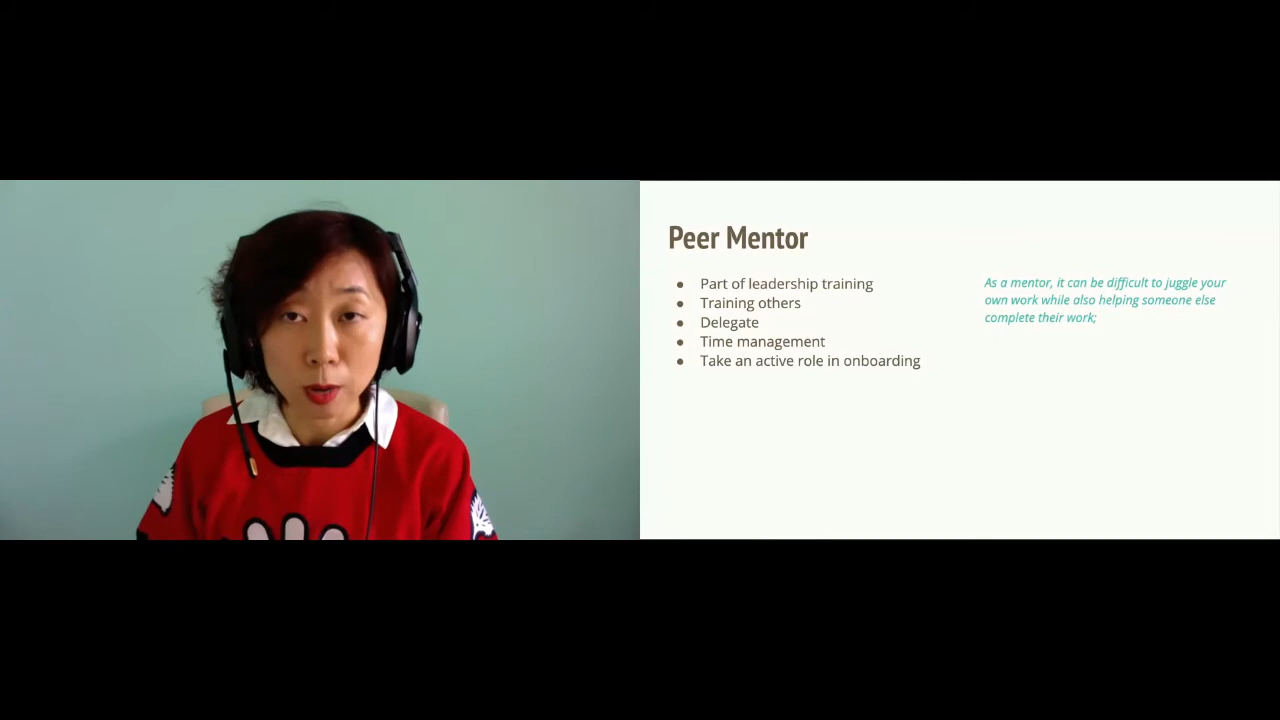 Peer Mentor
● Part of leadership training
● Training others
● Delegate
● Time management
● Take an active role in onboarding
As a mentor, it can be difficult to juggle your
own work while also helping someone else
complete their work;